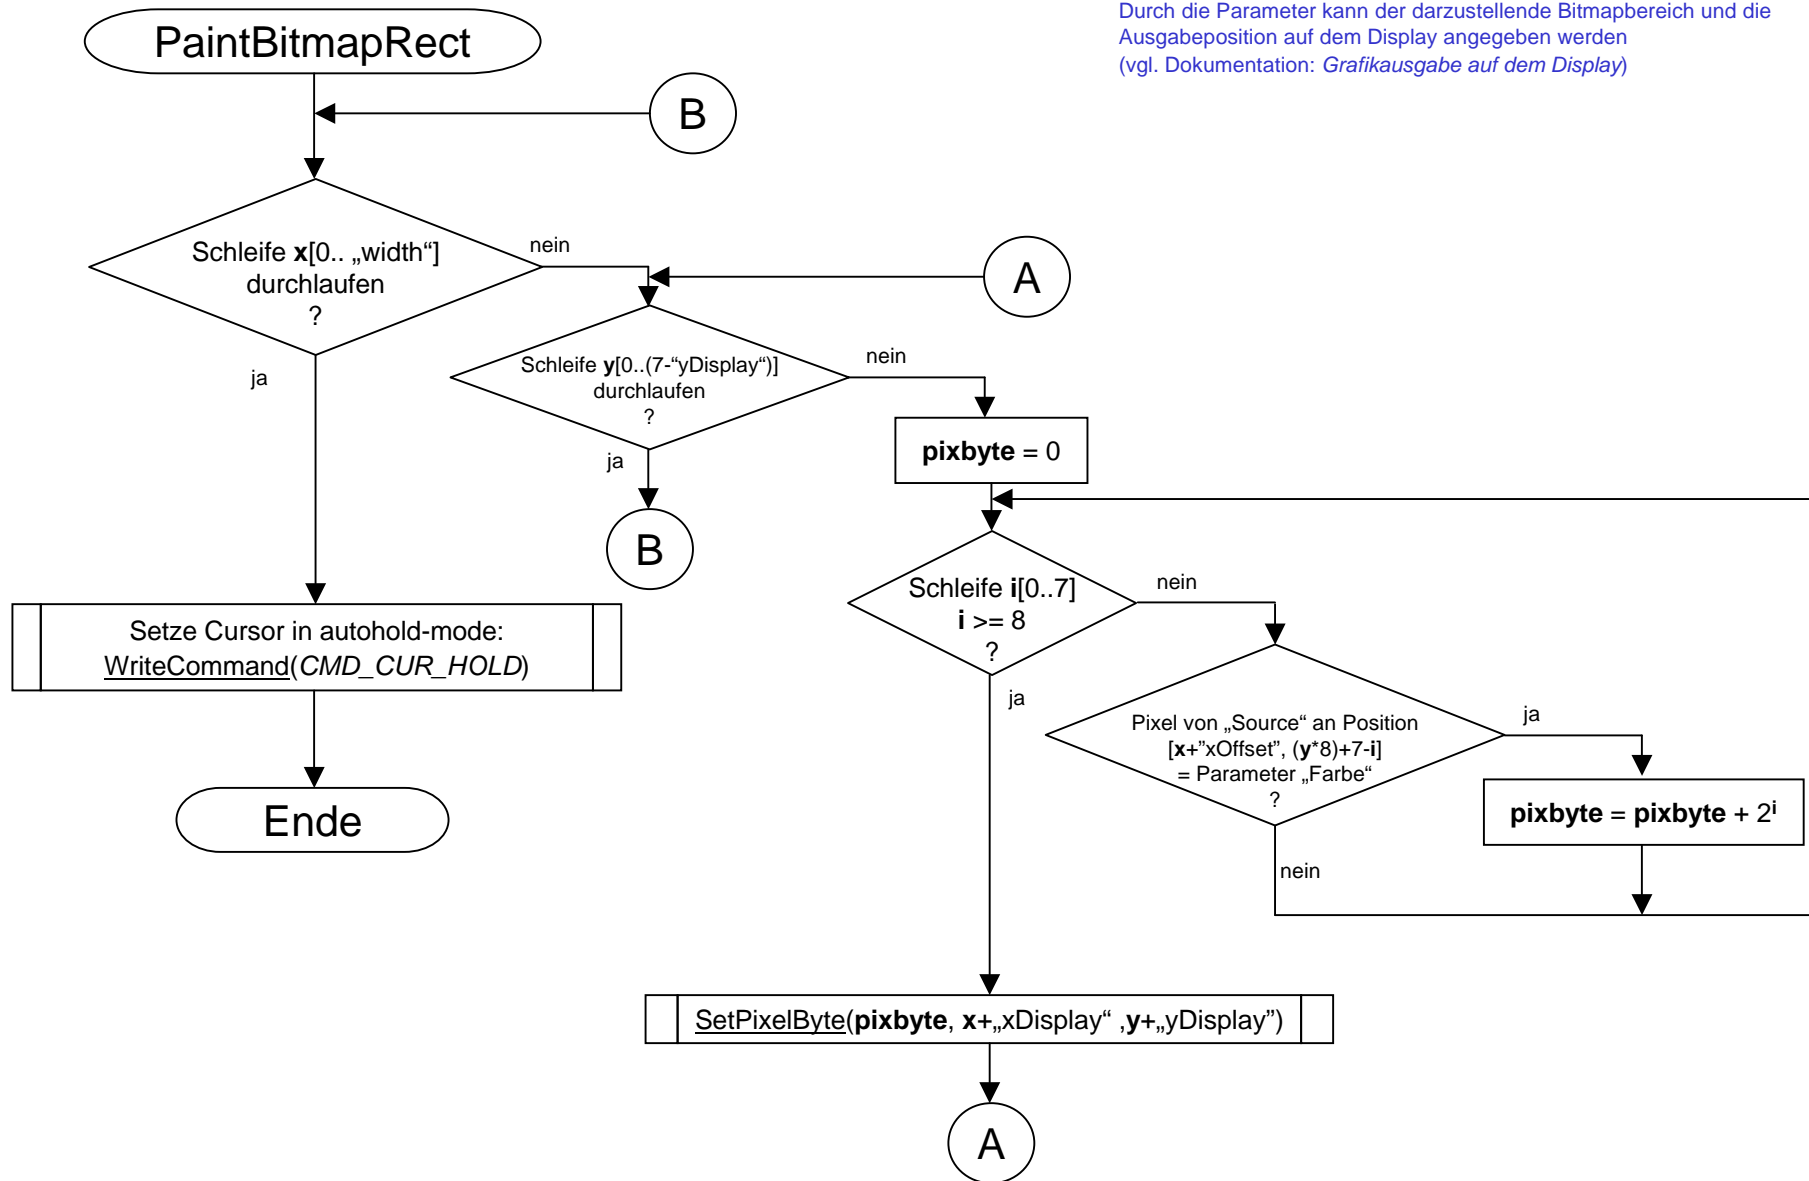 Durch die Parameter kann der darzustellende Bitmapbereich und die
Ausgabeposition auf dem Display angegeben werden
(vgl. Dokumentation: Grafikausgabe auf dem Display)
PaintBitmapRect
B
Schleife x[0.. „width“]
durchlaufen
?
nein
ja
A
Schleife y[0..(7-“yDisplay“)]
durchlaufen
?
nein
ja
B
pixbyte = 0
Schleife i[0..7]
i >= 8
?
nein
ja
Setze Cursor in autohold-mode:
WriteCommand(CMD_CUR_HOLD)
Ende
Pixel von „Source“ an Position
[x+”xOffset”, (y*8)+7-i]
= Parameter „Farbe“
?
ja
nein
pixbyte = pixbyte + 2ⁱ
SetPixelByte(pixbyte, x+„xDisplay“ ,y+„yDisplay”)
A